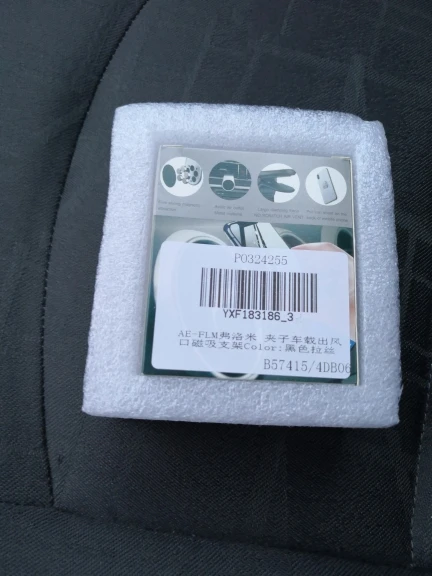 P0324255
YXF183186_3
AE-FLM弗洛米 夹子车载出风
口磁吸支架Color:黑色拉丝
B57415/4DB06